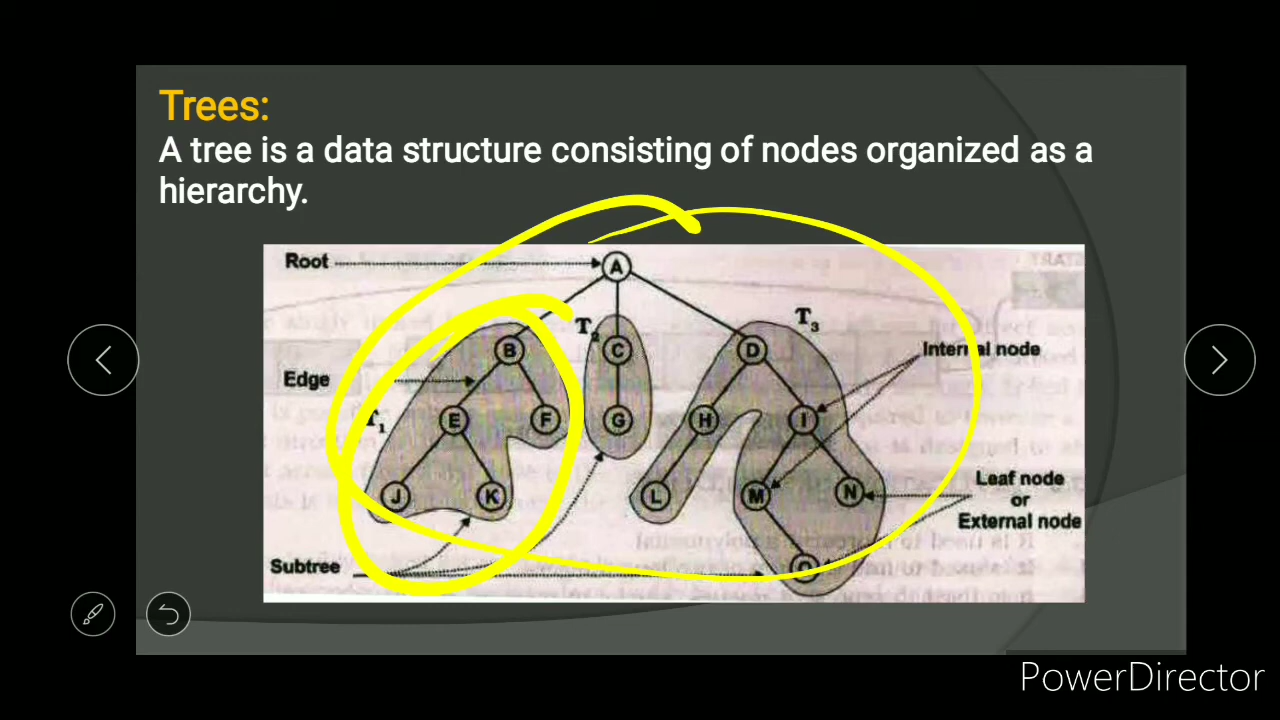 Trees:
A tree is a data structure consisting of nodes organized as a
hierarchy.
Root
A
T3
T2
B
C
D
Internal node
Edge
T1
E
F
G
H
I
J
K
L
M
N
Leaf node
or
External node
Subtree
O
PowerDirector